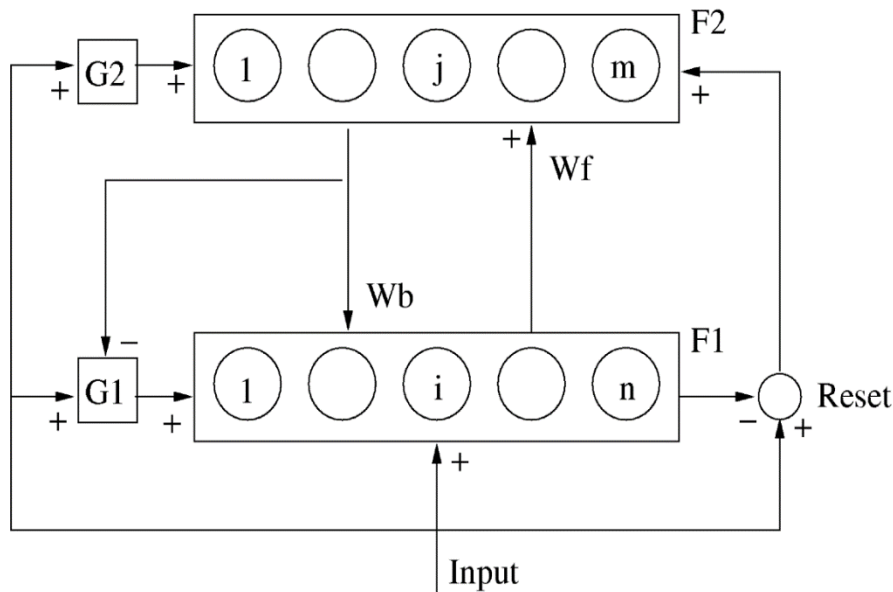 F2
G2 1 j m
+ + +
+ Wf
Wb
F1
−
G1 1 i n Reset
+ + − +
+
Input